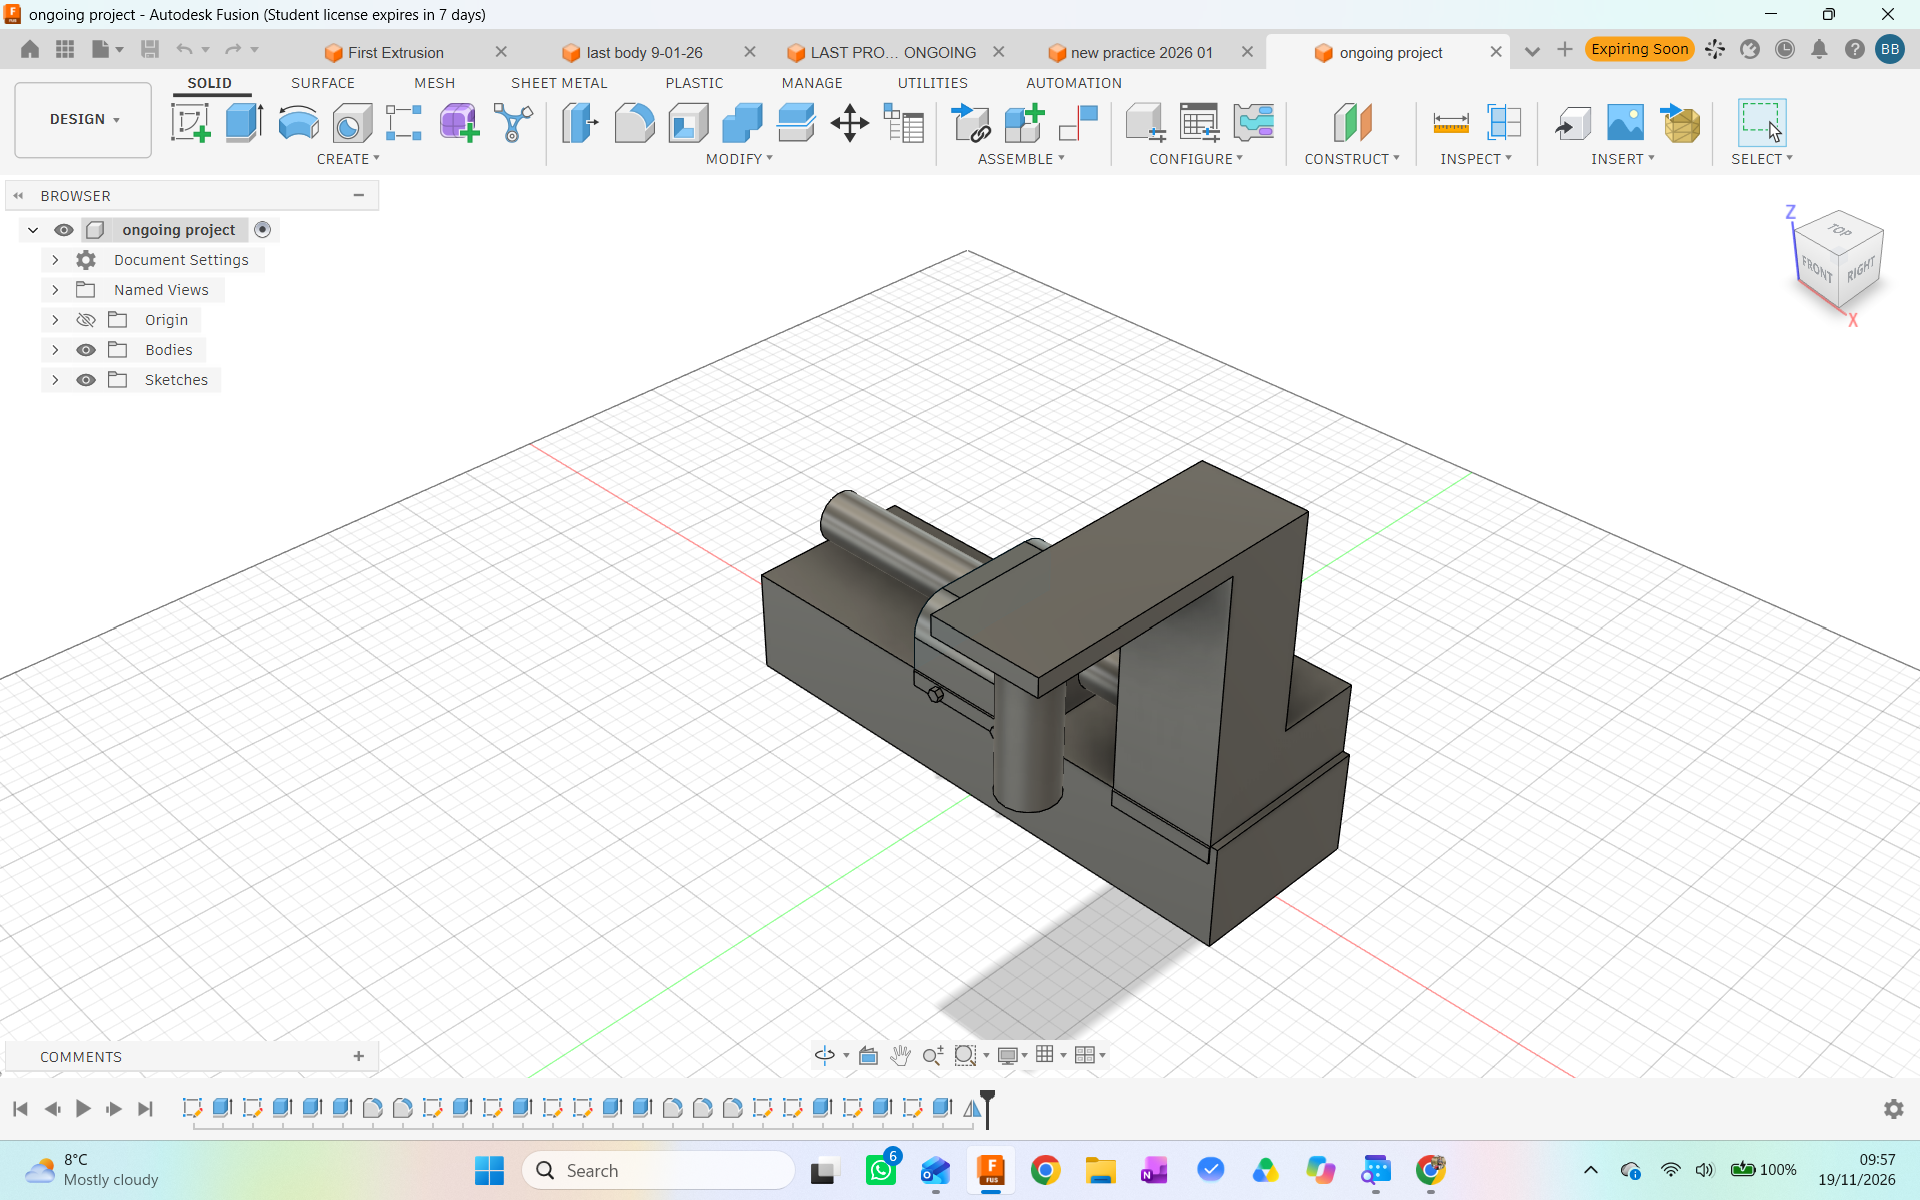 ongoing project - Autodesk Fusion (Student license expires in 7 days)
First Extrusion
last body 9-01-26
LAST PRO... ONGOING
new practice 2026 01
ongoing project
Expiring Soon
BB
DESIGN
SOLID
SURFACE
MESH
SHEET METAL
PLASTIC
MANAGE
UTILITIES
AUTOMATION
CREATE
MODIFY
ASSEMBLE
CONFIGURE
CONSTRUCT
INSPECT
INSERT
SELECT
BROWSER
ongoing project
Document Settings
Named Views
Origin
Bodies
Sketches
Z
TOP
FRONT
RIGHT
X
COMMENTS
8°C
Mostly cloudy
Search
6
F
FUS
100%
09:57
19/11/2026